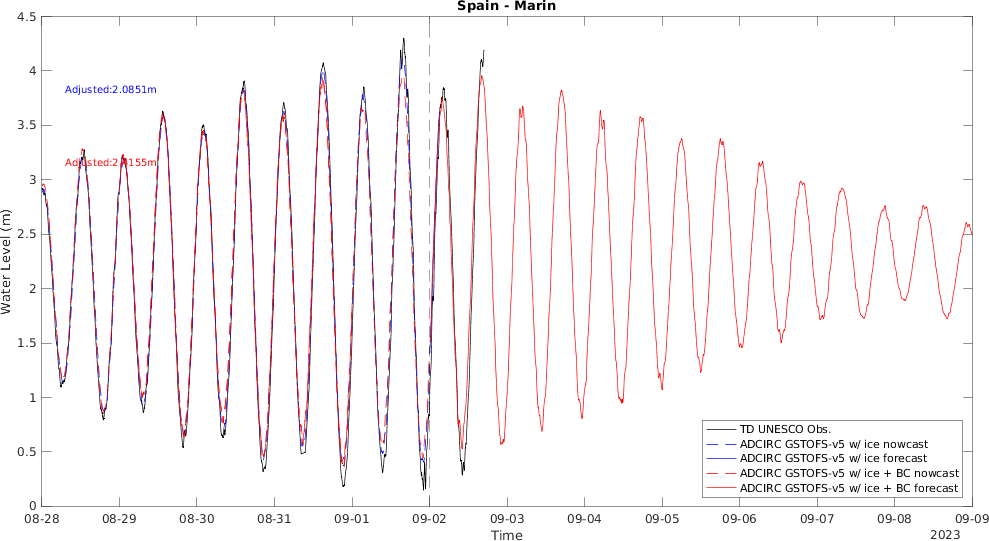 Spain - Marin
4.5
4
3.5
3
2.5
2
1.5
1
0.5
0
Water Level (m)
Adjusted:2.0851m
08-28
08-29
08-30
08-31
09-01
09-02
09-03
09-04
09-05
09-06
09-07
09-08
09-09
Time
2023
TD UNESCO Obs.
ADCIRC GSTOFS-v5 w/ ice nowcast
ADCIRC GSTOFS-v5 w/ ice forecast
ADCIRC GSTOFS-v5 w/ ice + BC nowcast
ADCIRC GSTOFS-v5 w/ ice + BC forecast